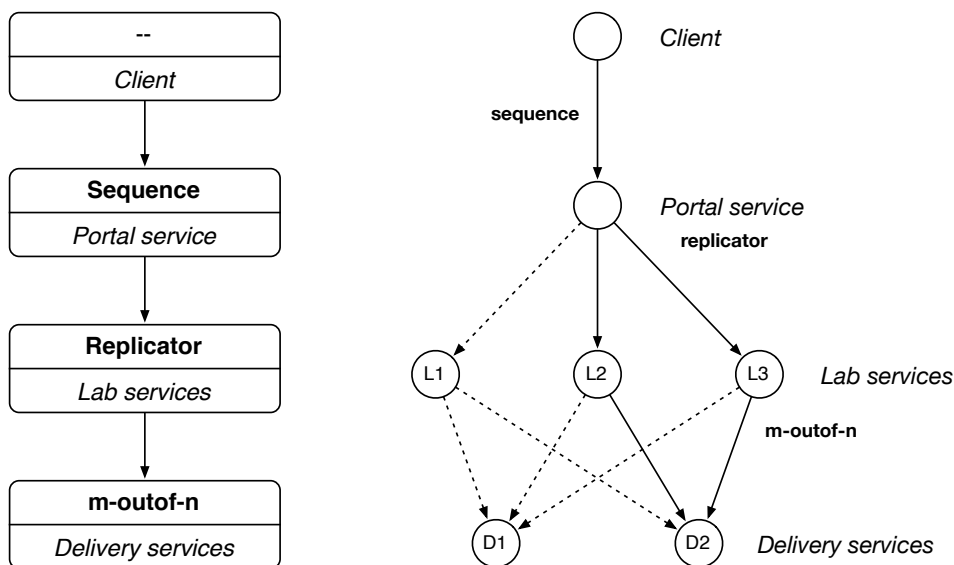 --
Client
Sequence
Portal service
Replicator
Lab services
m-outof-n
Delivery services
Client
sequence
Portal service
replicator
L1
L2
L3
Lab services
m-outof-n
D1
D2
Delivery services